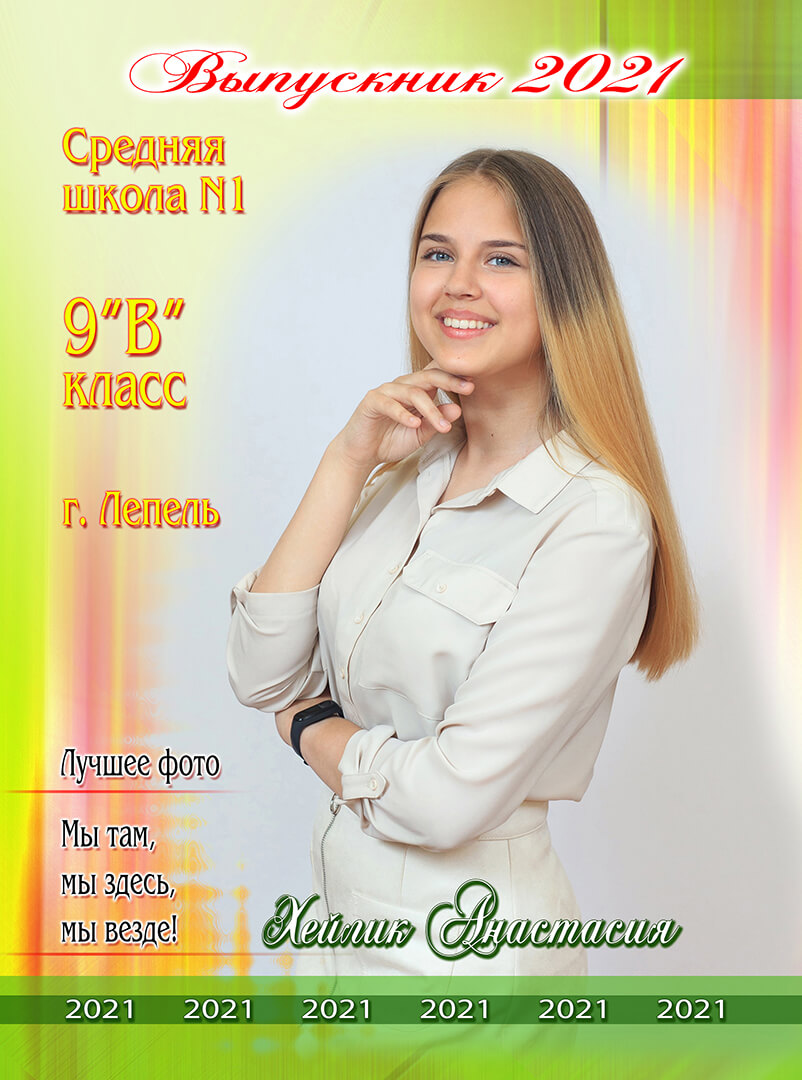 Выпускник 2021
Средняя
школа N1
9"В"
класс
г. Лепель
Лучшее фото
Мы там,
мы здесь,
мы везде!
Хейлик Анастасия
2021 2021 2021 2021 2021 2021